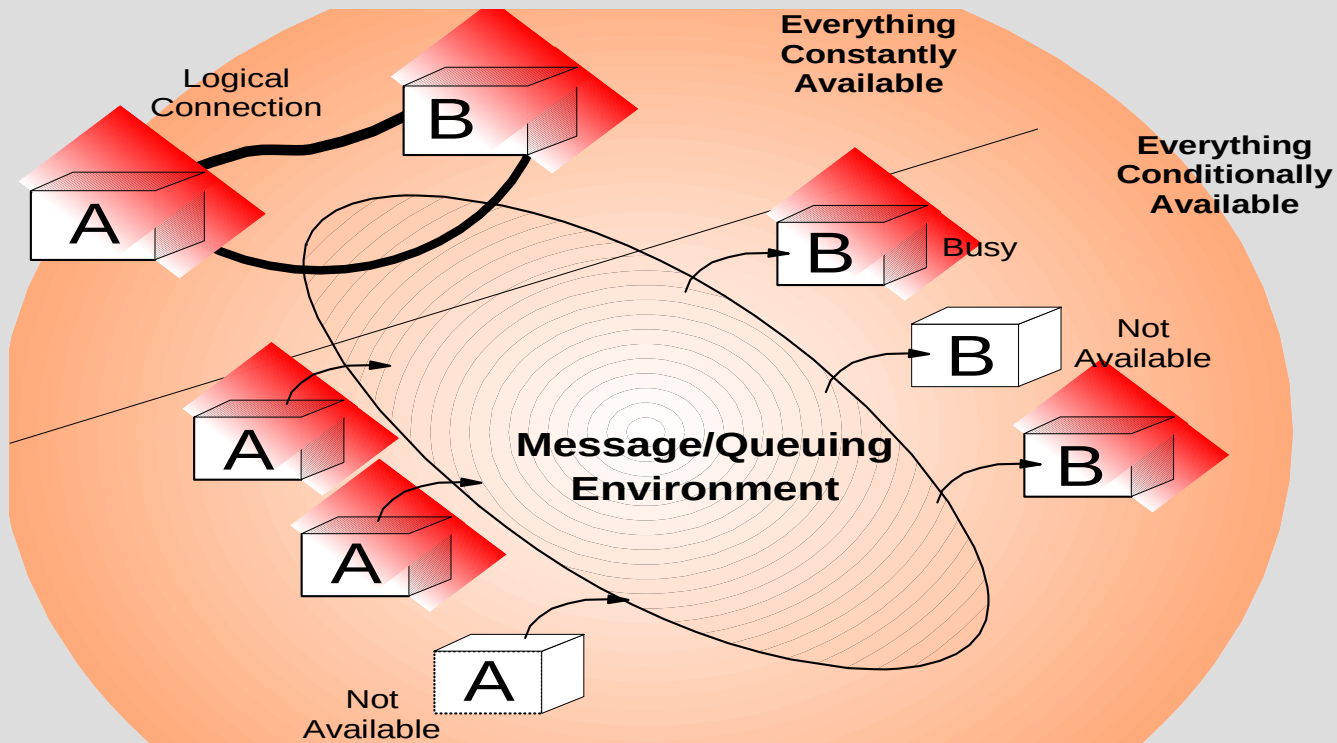 Everything
Constantly
Available
Logical
Connection
B
A
Everything
Conditionally
Available
B
Busy
Not
Available
B
A
Message/Queuing
Environment
B
A
A
Not
Available